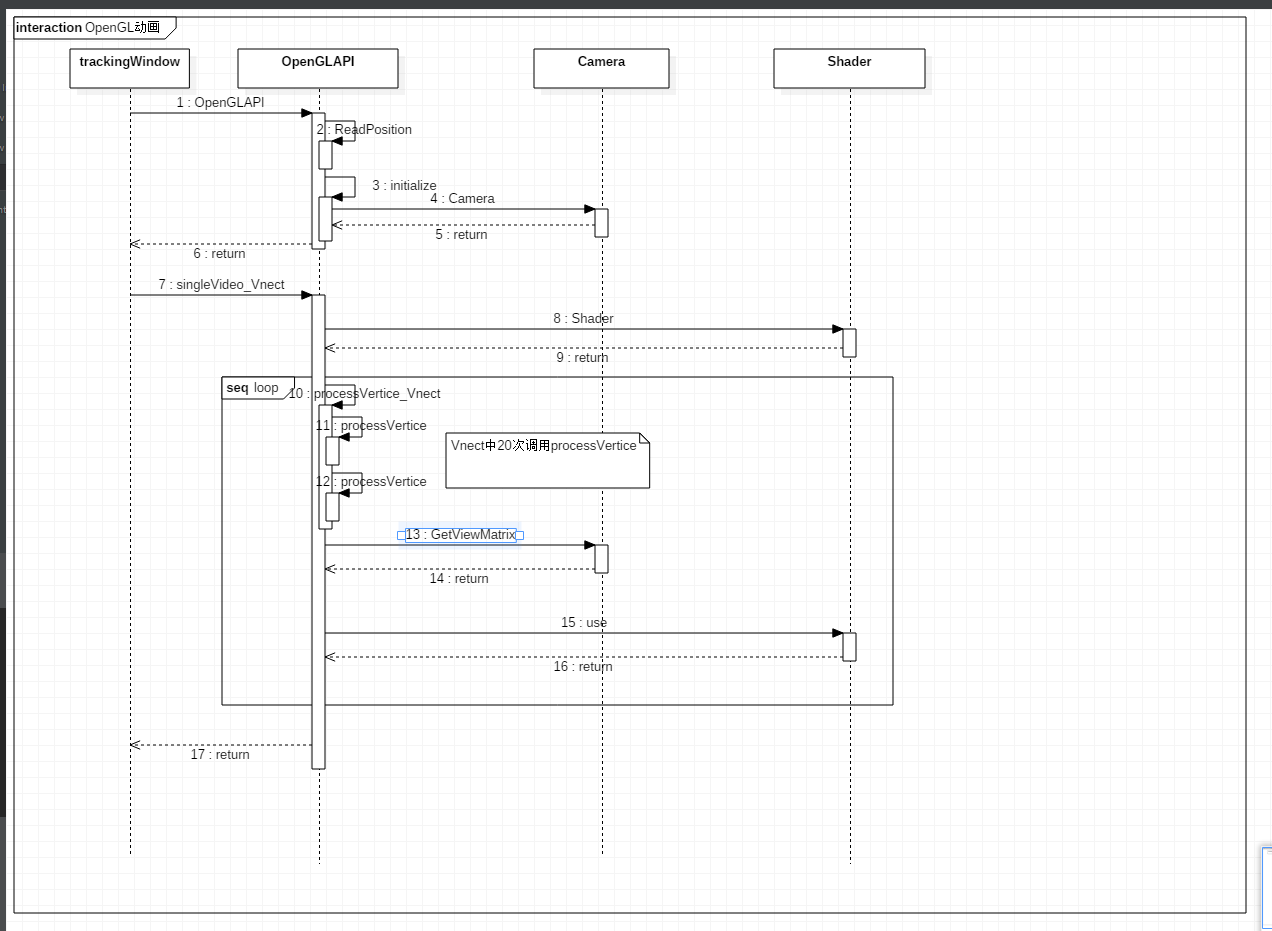 interaction OpenGL动画
trackingWindow
OpenGLAPI
Camera
Shader
1 : OpenGLAPI
2 : ReadPosition
3 : initialize
4 : Camera
5 : return
6 : return
7 : singleVideo_Vnect
8 : Shader
9 : return
seq loop
10 : processVertice_Vnect
11 : processVertice
Vnect中20次调用processVertice
12 : processVertice
13 : GetViewMatrix
14 : return
15 : use
16 : return
17 : return